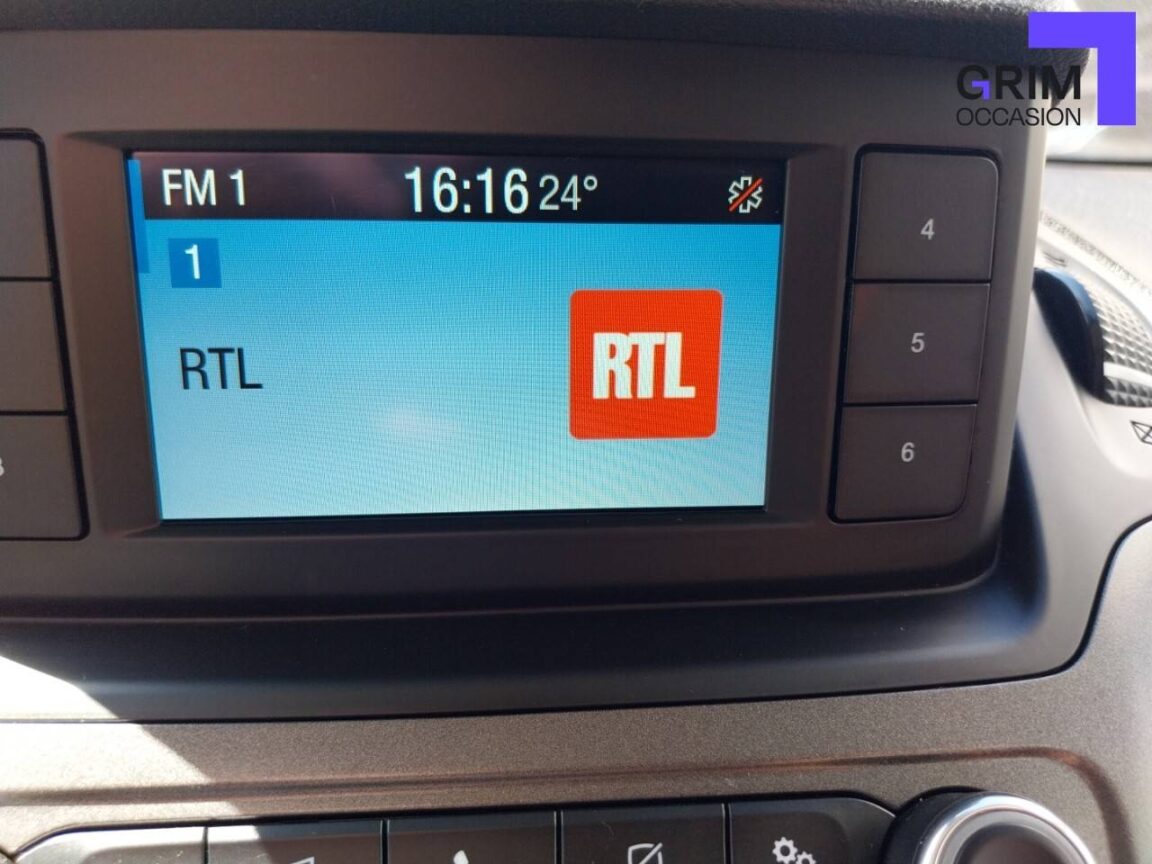 GRIM
OCCASION
FM 1 16:16 24°
1
RTL
RTL
4
5
6